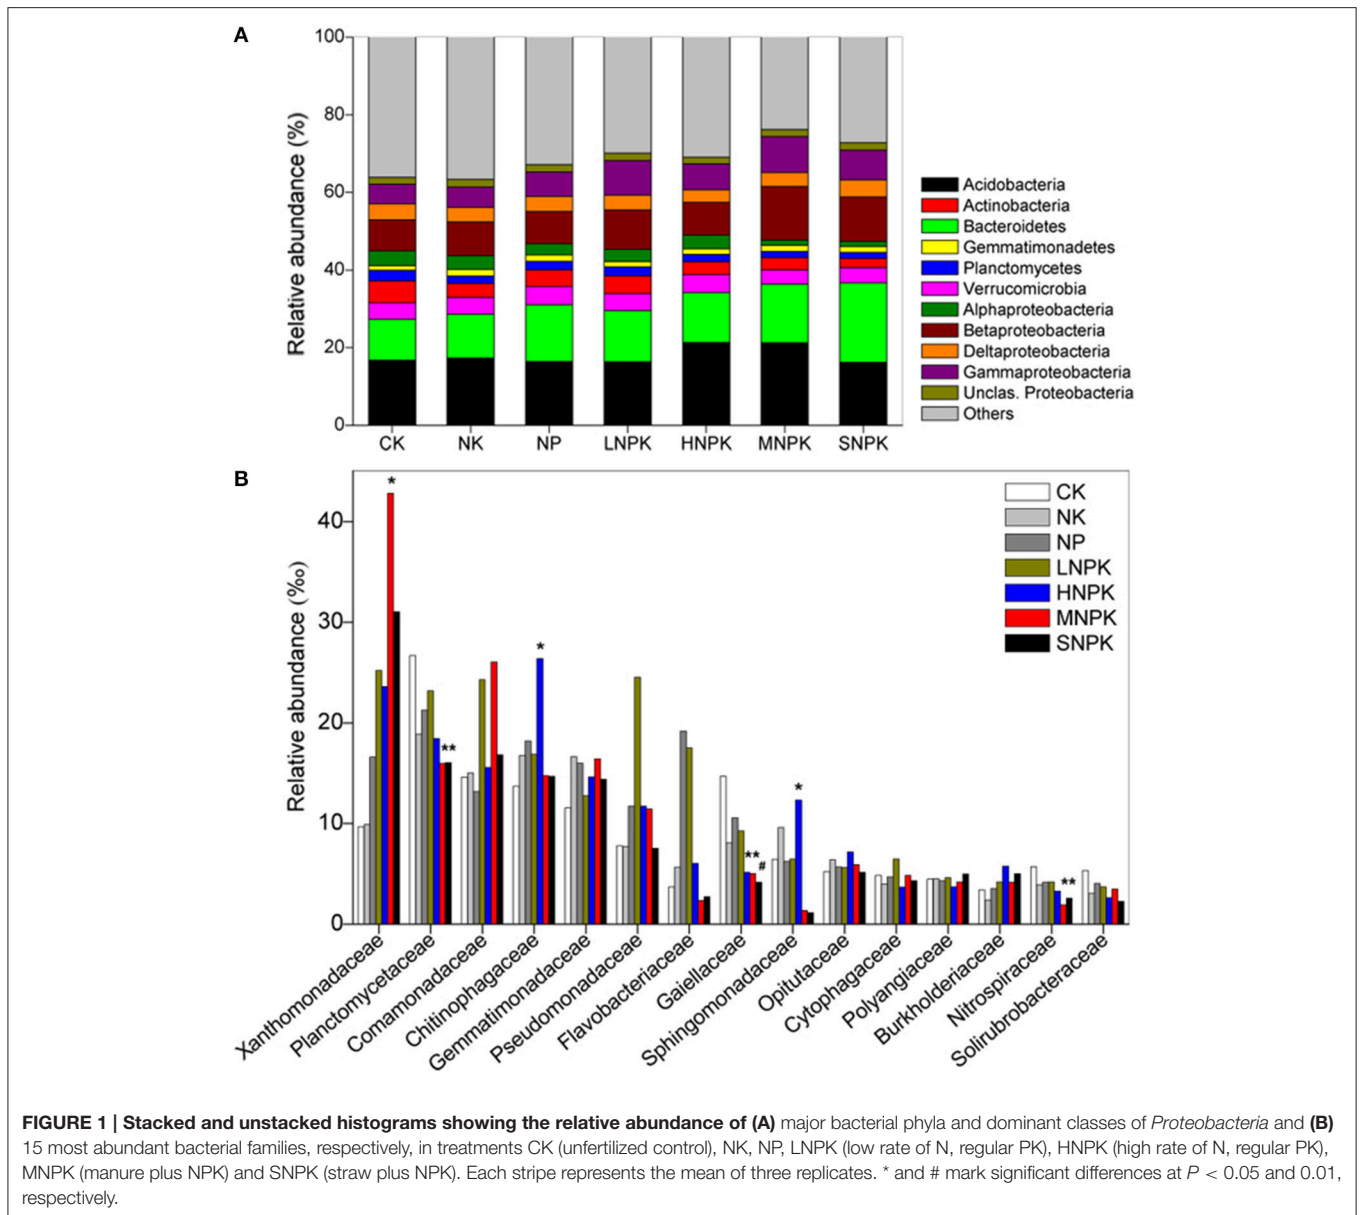 A
100
80
60
40
20
0
Relative abundance (%)
CK NK NP LNPK HNPK MNPK SNPK
Acidobacteria
Actinobacteria
Bacteroidetes
Gemmatimonadetes
Planctomycetes
Verrucomicrobia
Alphaproteobacteria
Betaproteobacteria
Deltaproteobacteria
Gammaproteobacteria
Unclas. Proteobacteria
Others
B
40
30
20
10
0
Relative abundance (‰)
*
**
*
**
#
*
**
CK
NK
NP
LNPK
HNPK
MNPK
SNPK
Xanthomonadaceae
Planctomycetaceae
Comamonadaceae
Chitinophagaceae
Gemmatimonadaceae
Pseudomonadaceae
Flavobacteriaceae
Gaiellaceae
Sphingomonadaceae
Opitutaceae
Cytophagaceae
Polyangiaceae
Burkholderiaceae
Nitrospiraceae
Solirubrobacteraceae
FIGURE 1 | Stacked and unstacked histograms showing the relative abundance of (A) major bacterial phyla and dominant classes of Proteobacteria and (B)
15 most abundant bacterial families, respectively, in treatments CK (unfertilized control), NK, NP, LNPK (low rate of N, regular PK), HNPK (high rate of N, regular PK),
MNPK (manure plus NPK) and SNPK (straw plus NPK). Each stripe represents the mean of three replicates. * and # mark significant differences at P < 0.05 and 0.01,
respectively.